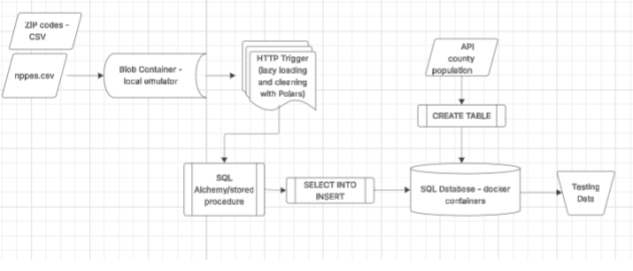 ZIP codes -
CSV
nppes.csv
Blob Container -
local emulator
HTTP Trigger
(lazy loading
and cleaning
with Polars)
API
county
population
CREATE TABLE
SQL
Alchemy/stored
procedure
SELECT INTO
INSERT
SQL Database - docker
containers
Testing
Data